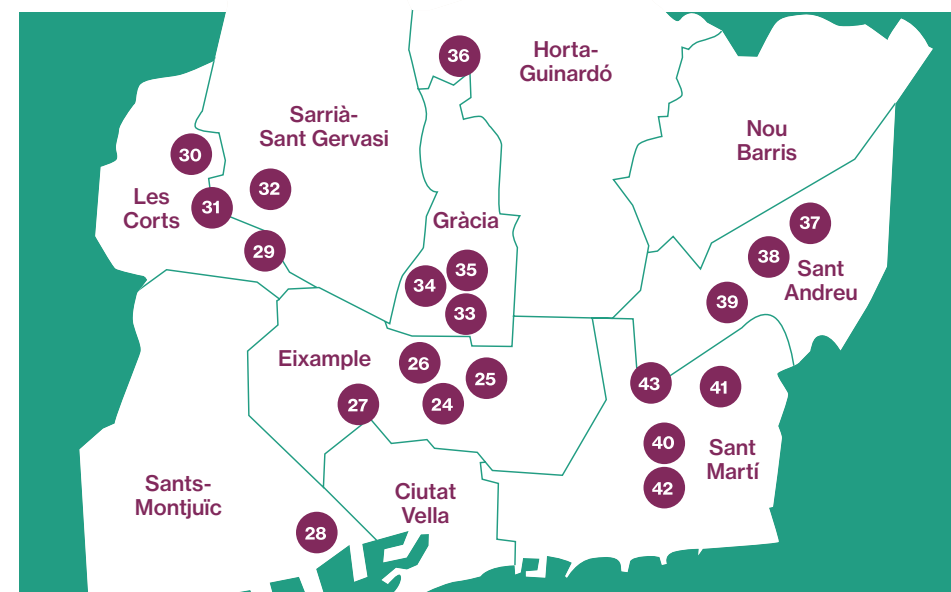 36
Horta-
Guinardó
Sarrià-
Sant Gervasi
Nou
Barris
30
32
Les
Corts
31
29
Gràcia
37
38
Sant
Andreu
35
34
33
39
Eixample
26
25
27
24
43
41
40
42
Sant
Martí
Sants-
Montjuïc
Ciutat
Vella
28